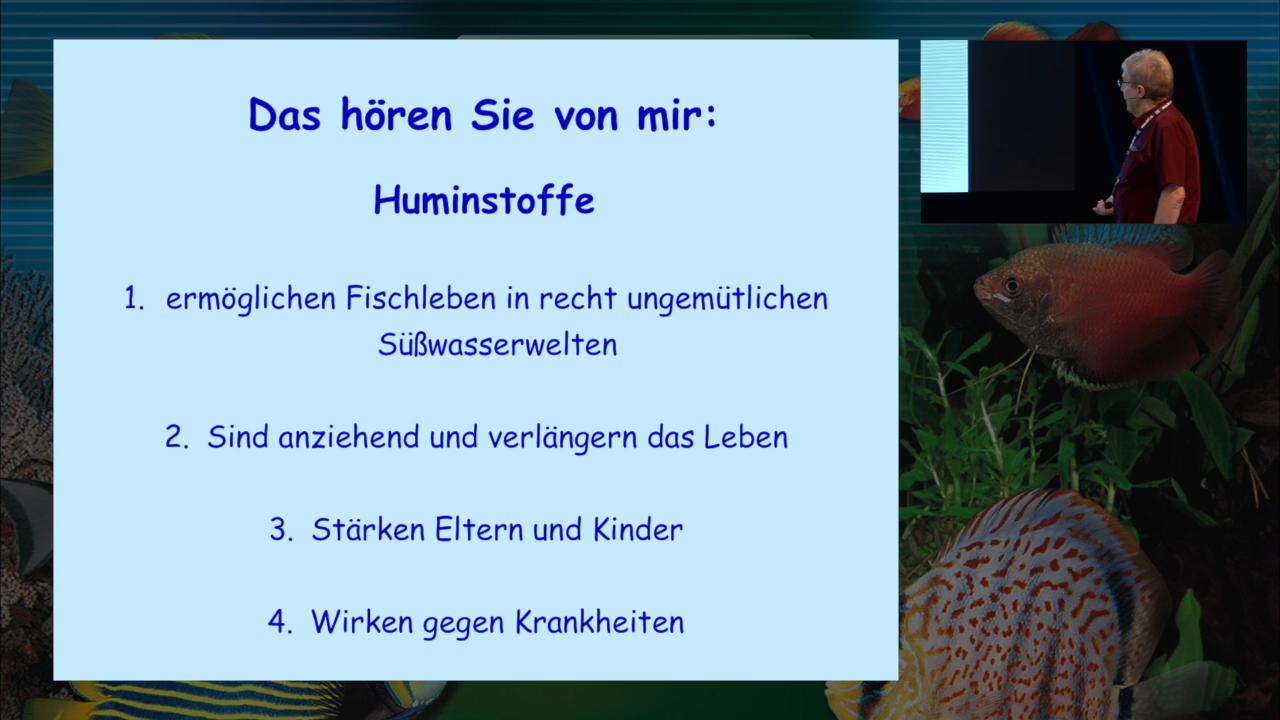 Das hören Sie von mir:
Huminstoffe
1. ermöglichen Fischleben in recht ungemütlichen
Süßwasserwelten
2. Sind anziehend und verlängern das Leben
3. Stärken Eltern und Kinder
4. Wirken gegen Krankheiten